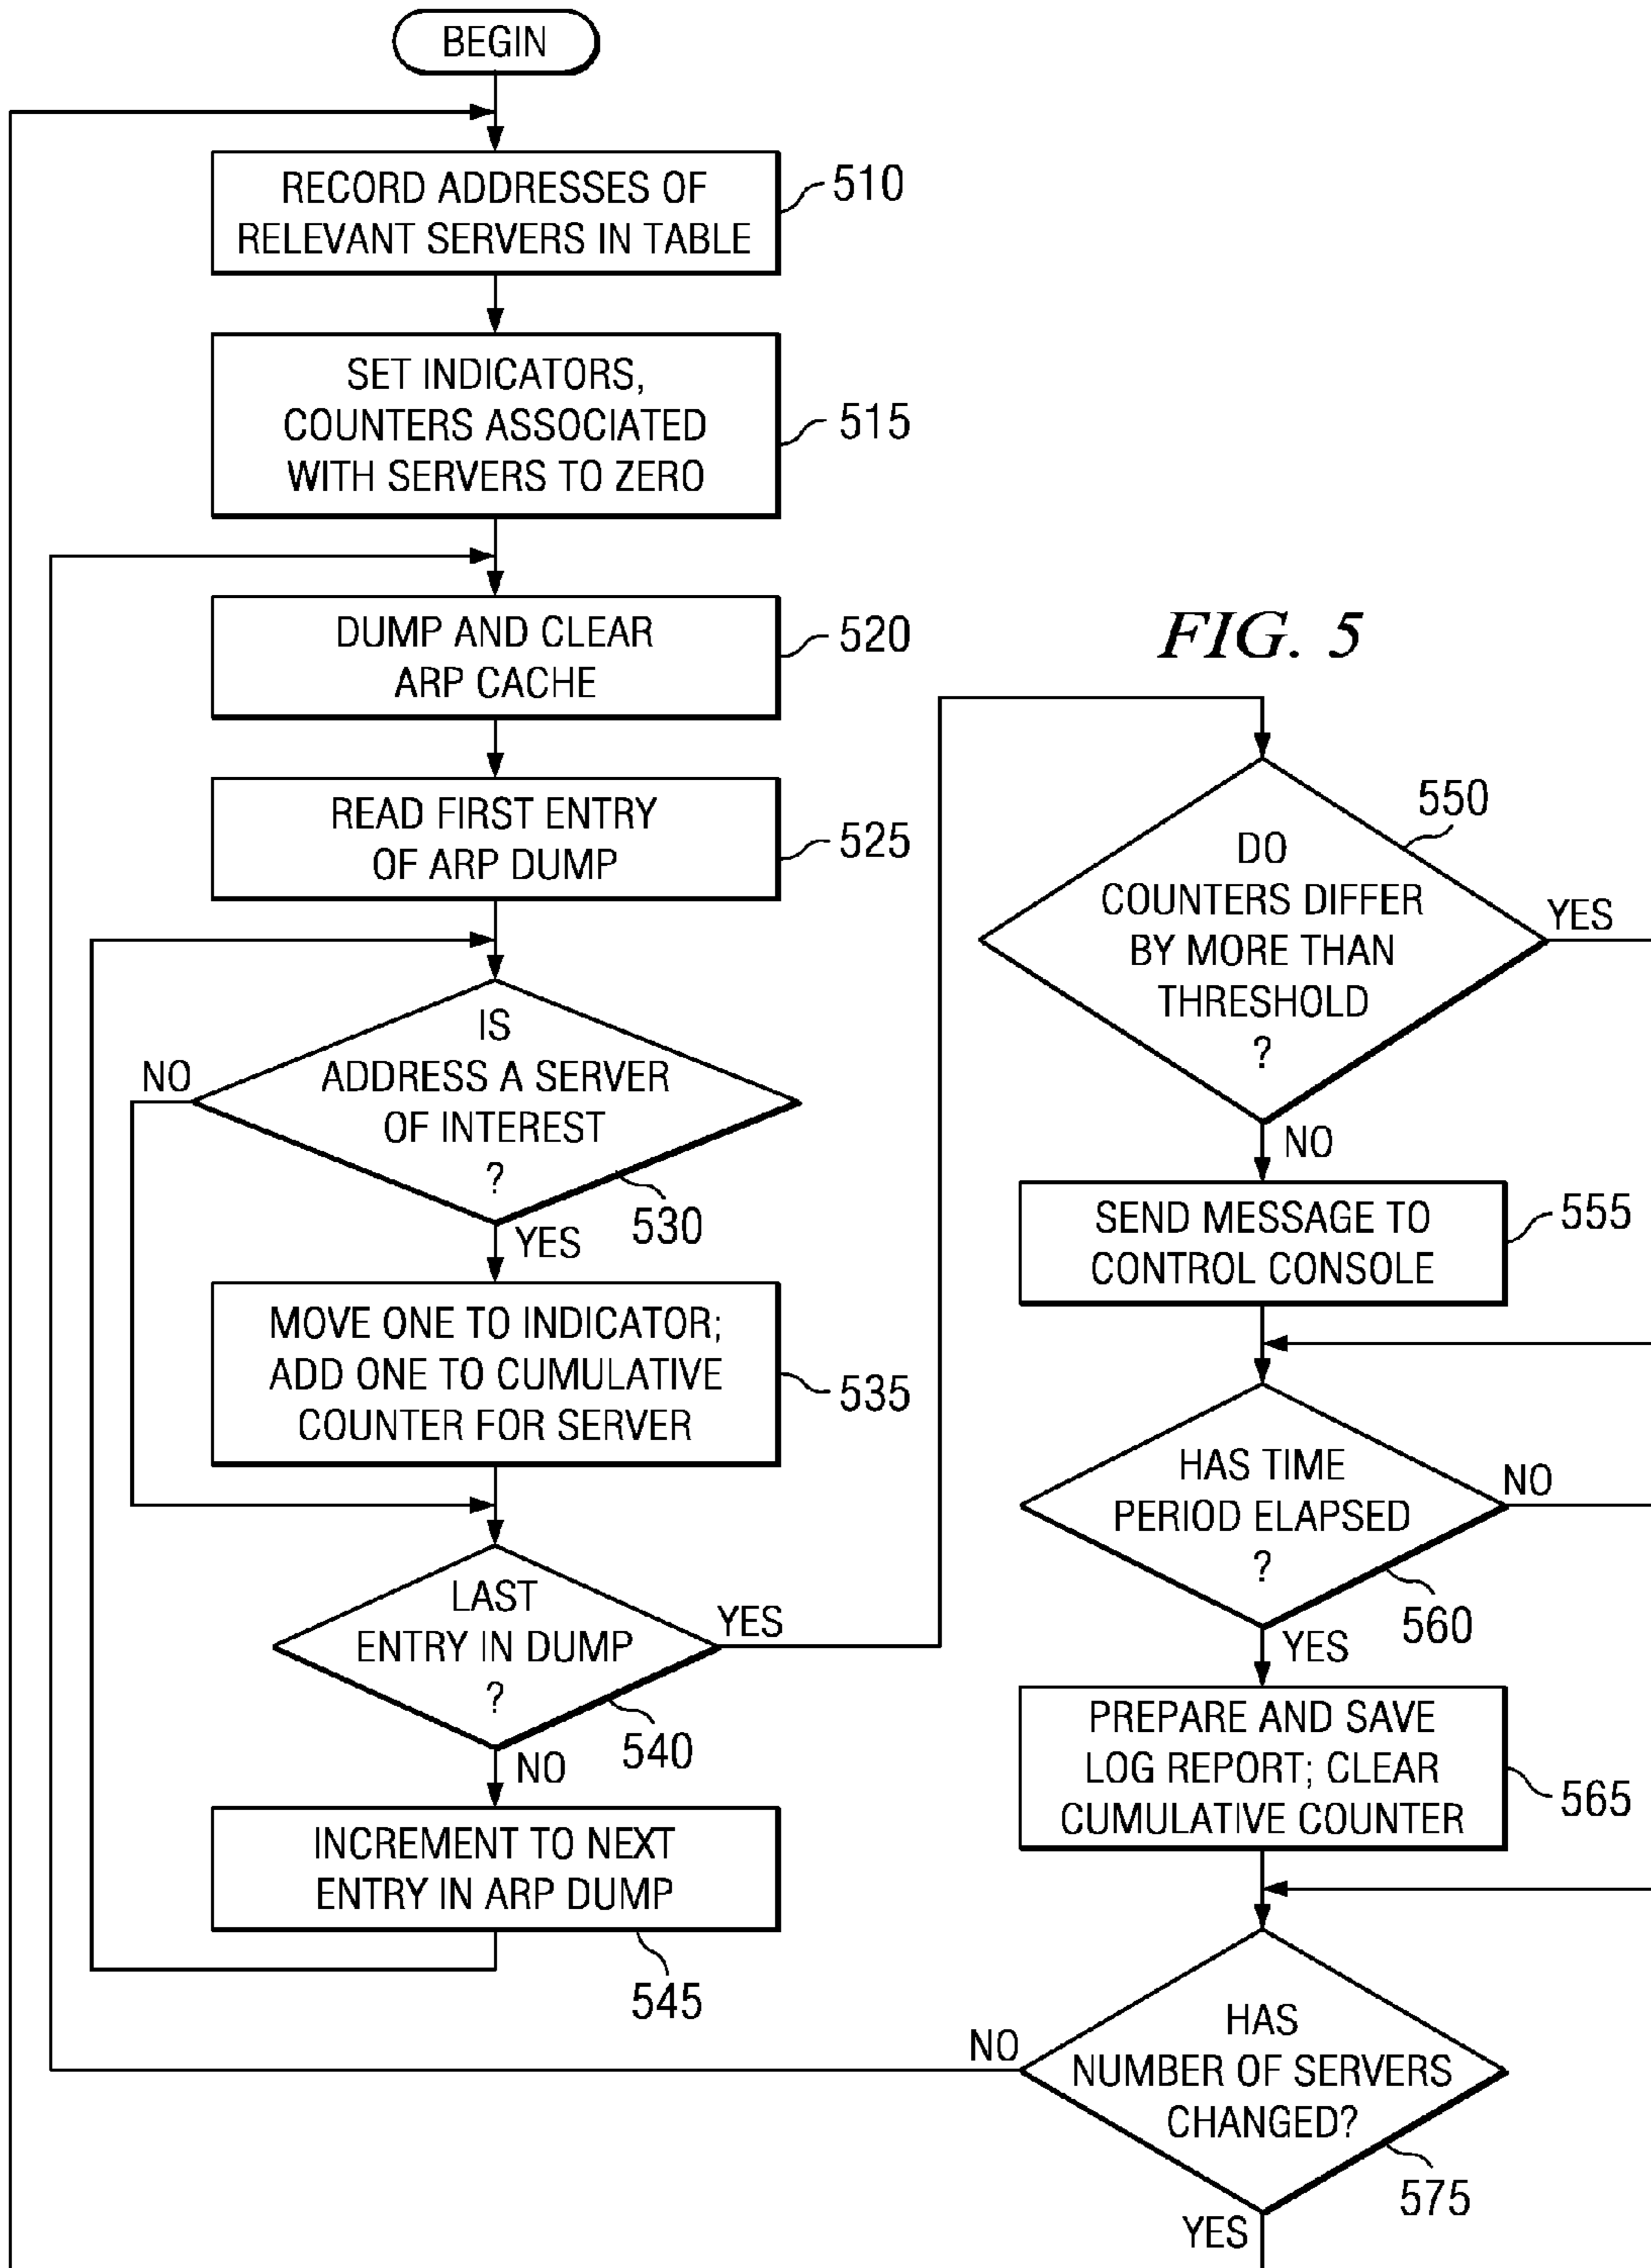 BEGIN
RECORD ADDRESSES OF
RELEVANT SERVERS IN TABLE
510
SET INDICATORS,
COUNTERS ASSOCIATED
WITH SERVERS TO ZERO
515
DUMP AND CLEAR
ARP CACHE
520
READ FIRST ENTRY
OF ARP DUMP
525
IS
ADDRESS A SERVER
OF INTEREST
?
NO
530
YES
MOVE ONE TO INDICATOR;
ADD ONE TO CUMULATIVE
COUNTER FOR SERVER
535
LAST
ENTRY IN DUMP
?
YES
540
NO
INCREMENT TO NEXT
ENTRY IN ARP DUMP
545
FIG. 5
550
DO
COUNTERS DIFFER
BY MORE THAN
THRESHOLD
?
YES
NO
SEND MESSAGE TO
CONTROL CONSOLE
555
HAS TIME
PERIOD ELAPSED
?
NO
560
YES
PREPARE AND SAVE
LOG REPORT; CLEAR
CUMULATIVE COUNTER
565
HAS
NUMBER OF SERVERS
CHANGED?
NO
575
YES